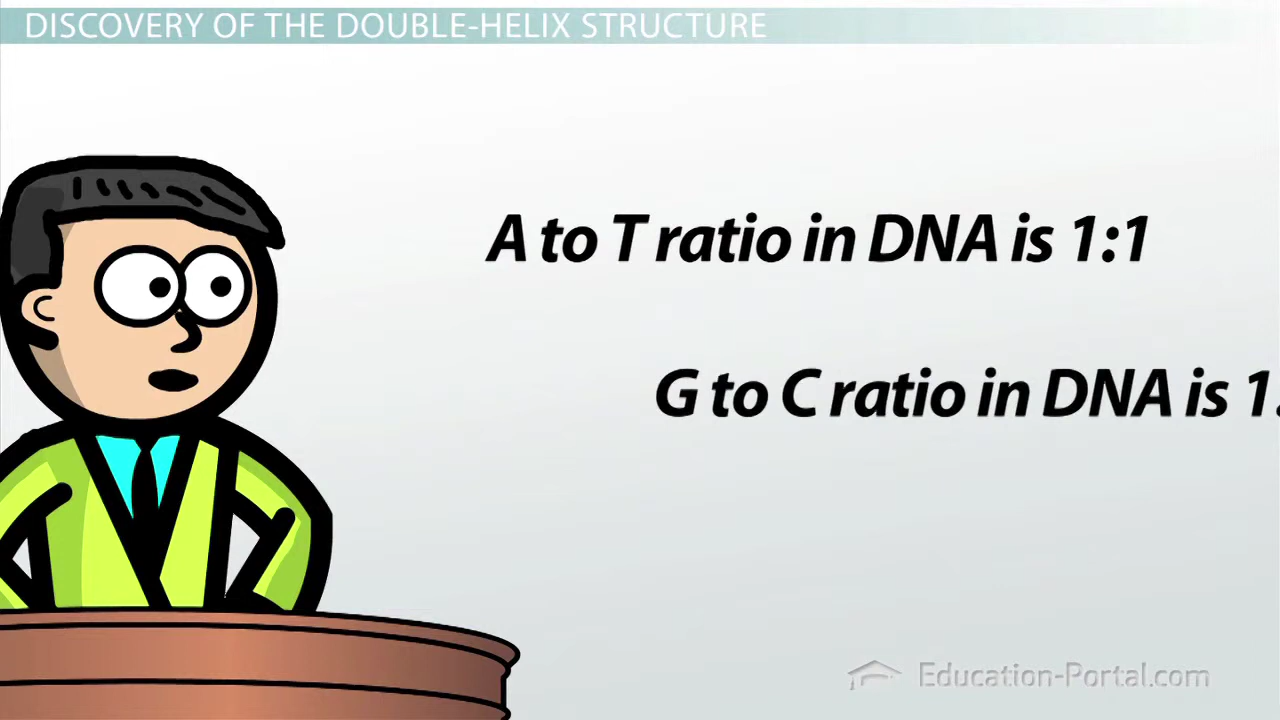 DISCOVERY OF THE DOUBLE-HELIX STRUCTURE
A to T ratio in DNA is 1:1
G to C ratio in DNA is 1:
Education-Portal.com